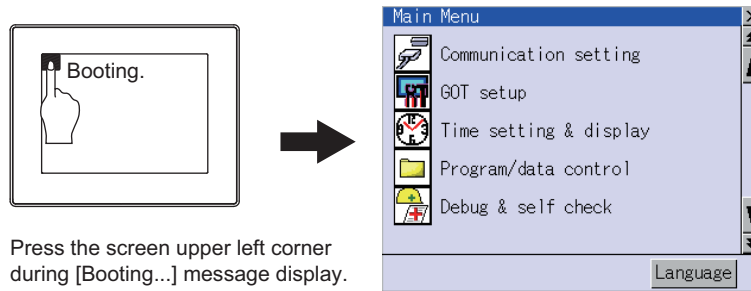 Booting.
Press the screen upper left corner
during [Booting...] message display.
Main Menu
Communication setting
GOT setup
Time setting & display
Program/data control
Debug & self check
Language